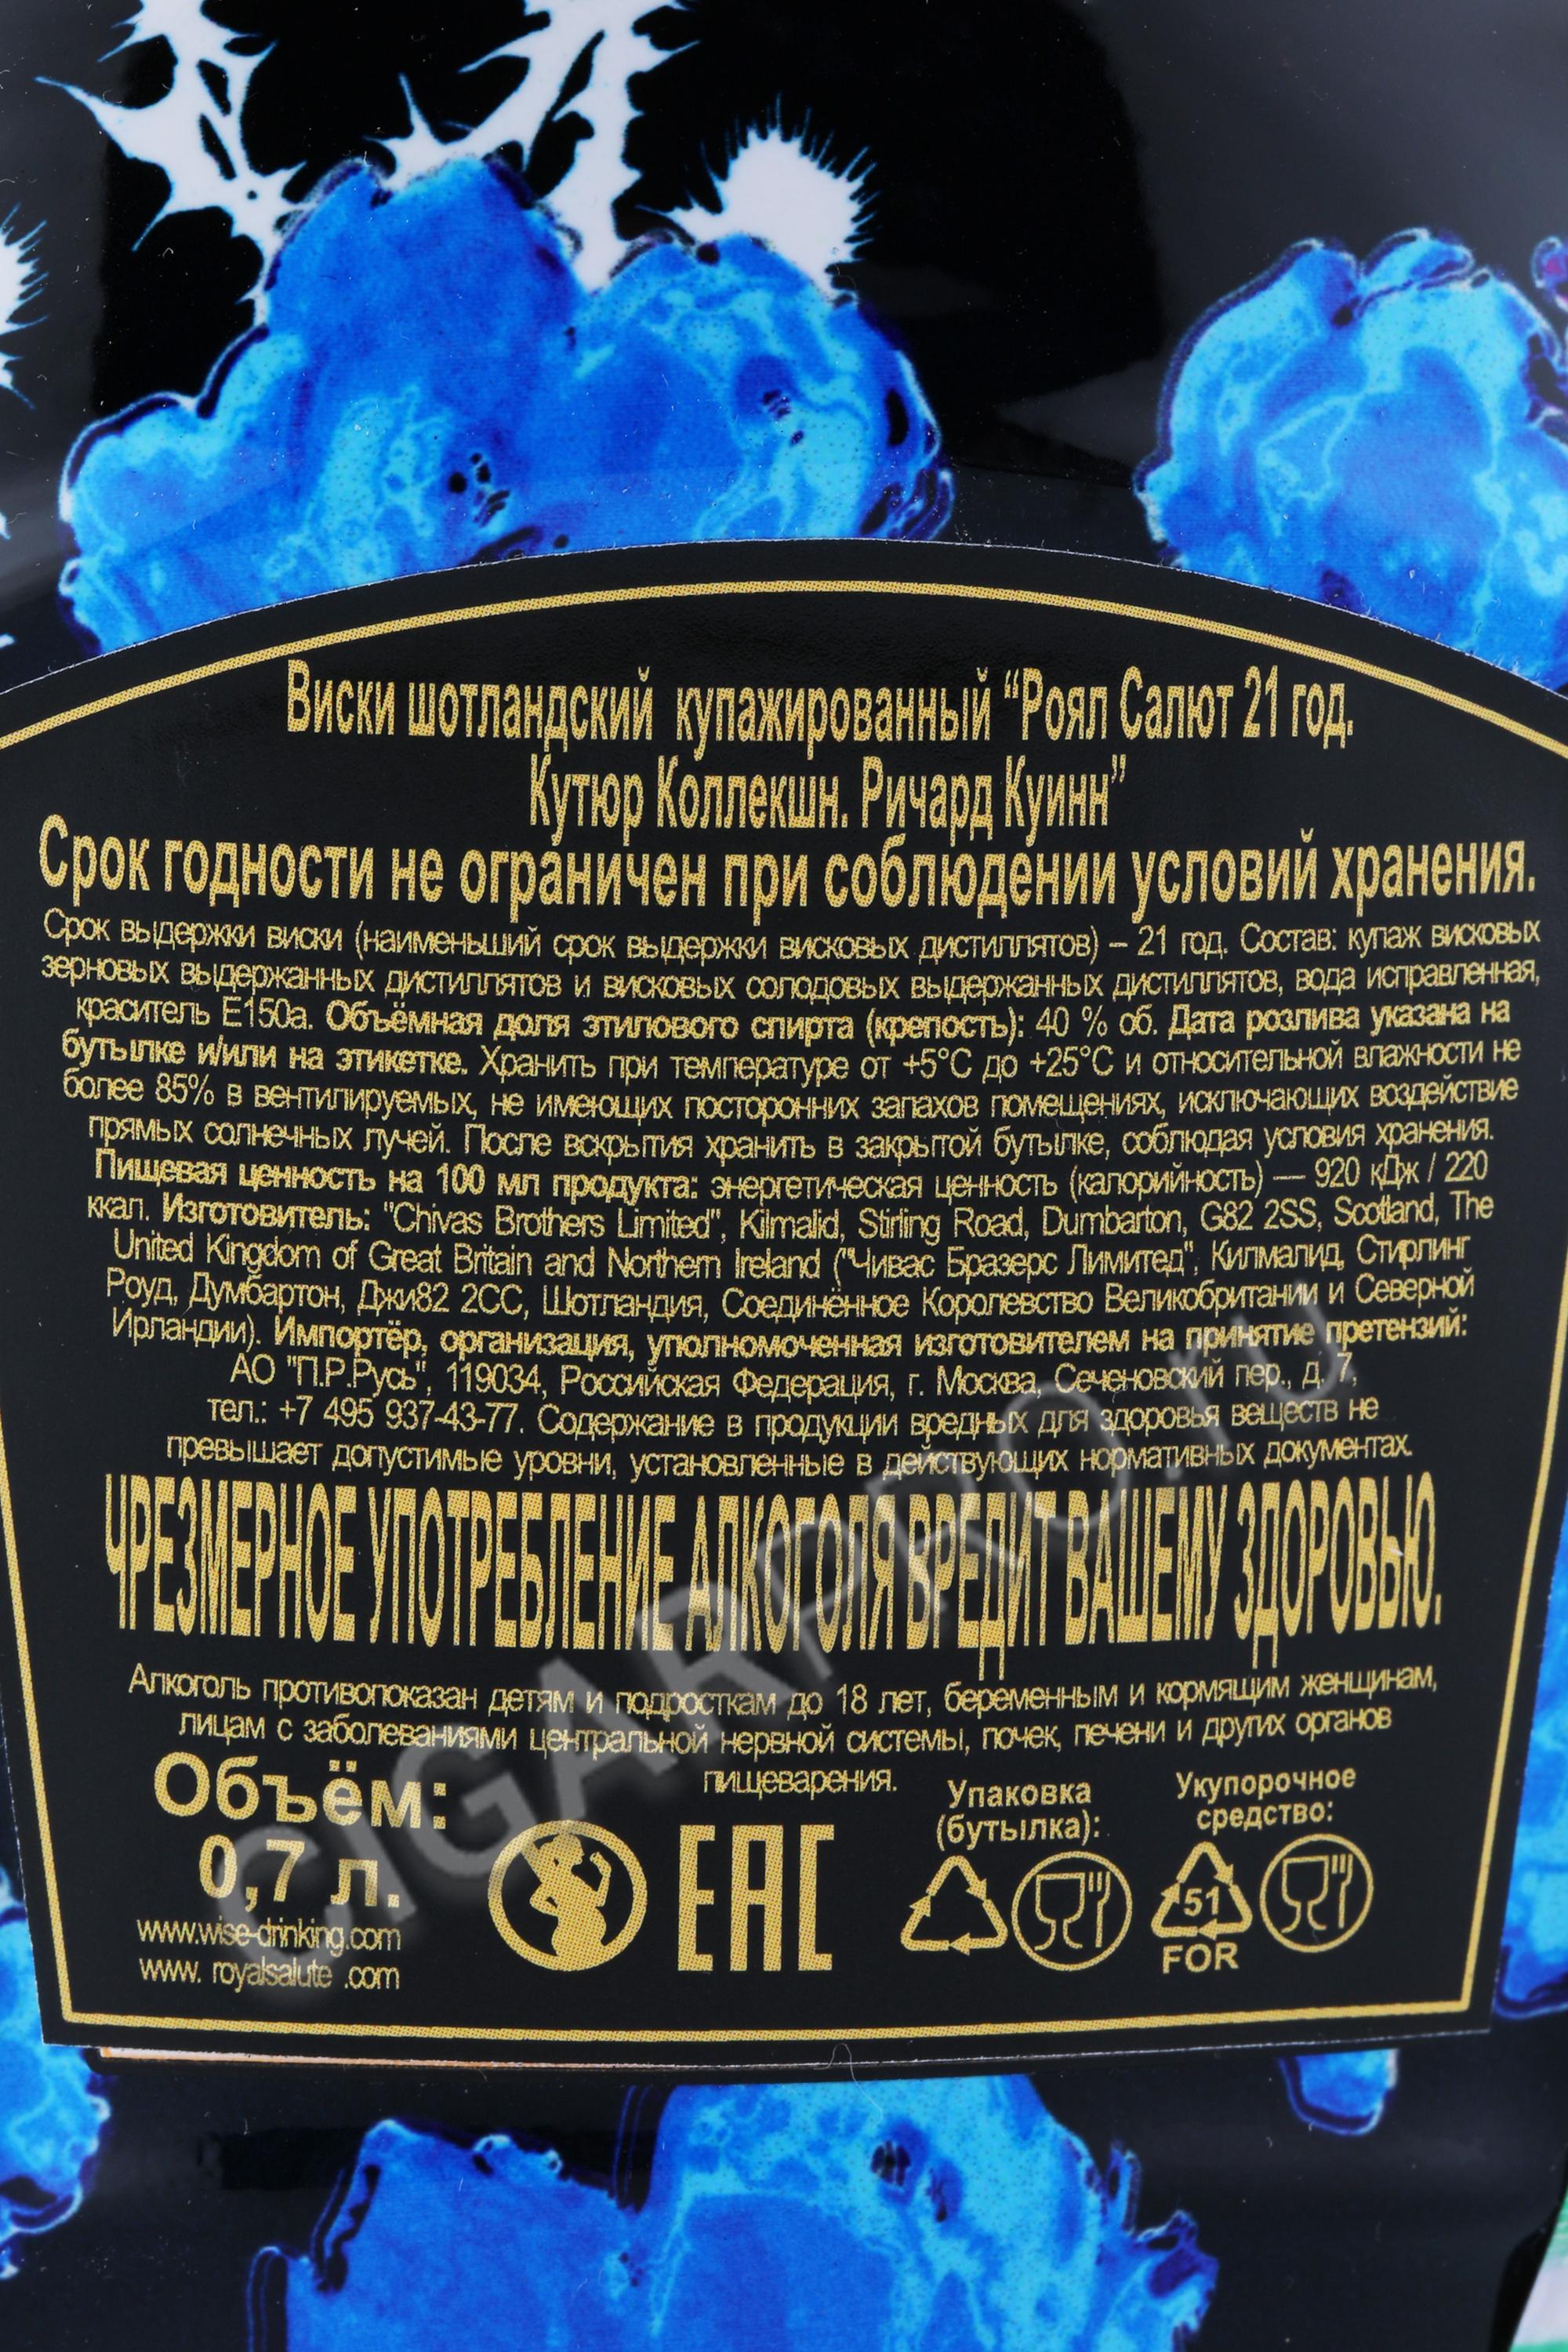 Виски шотландский купажированный “Роял Салют 21 год.
Кутюр Коллекшн. Ричард Куинн”
Срок годности не ограничен при соблюдении условий хранения.
Срок выдержки виски (наименьший срок выдержки висковых дистиллятов) – 21 год. Состав: купаж висковых
зерновых выдержанных дистиллятов и висковых солодовых выдержанных дистиллятов, вода исправленная,
краситель Е150а. Объёмная доля этилового спирта (крепость): 40 % об. Дата розлива указана на
бутылке и/или на этикетке. Хранить при температуре от +5°С до +25°С и относительной влажности не
более 85% в вентилируемых, не имеющих посторонних запахов помещениях, исключающих воздействие
прямых солнечных лучей. После вскрытия хранить в закрытой бутылке, соблюдая условия хранения.
Пищевая ценность на 100 мл продукта: энергетическая ценность (калорийность) — 920 кДж / 220
ккал. Изготовитель: "Chivas Brothers Limited", Kilmalid, Stirling Road, Dumbarton, G82 2SS, Scotland, The
United Kingdom of Great Britain and Northern Ireland ("Чивас Бразерс Лимитед", Килмалид, Стирлинг
Роуд, Думбартон, Джи82 2СС, Шотландия, Соединённое Королевство Великобритании и Северной
Ирландии). Импортёр, организация, уполномоченная изготовителем на принятие претензий:
АО "П.Р.Русь", 119034, Российская Федерация, г. Москва, Сеченовский пер., д. 7,
тел.: +7 495 937-43-77. Содержание в продукции вредных для здоровья веществ не
превышает допустимые уровни, установленные в действующих нормативных документах.
ЧРЕЗМЕРНОЕ УПОТРЕБЛЕНИЕ АЛКОГОЛЯ ВРЕДИТ ВАШЕМУ ЗДОРОВЬЮ.
Алкоголь противопоказан детям и подросткам до 18 лет, беременным и кормящим женщинам,
лицам с заболеваниями центральной нервной системы, почек, печени и других органов
пищеварения.
Объём:
0,7 л.
www.wise-drinking.com
www. royalsalute .com
EAC
Упаковка
(бутылка):
Укупорочное
средство:
51
FOR
CIGARPRO.ru